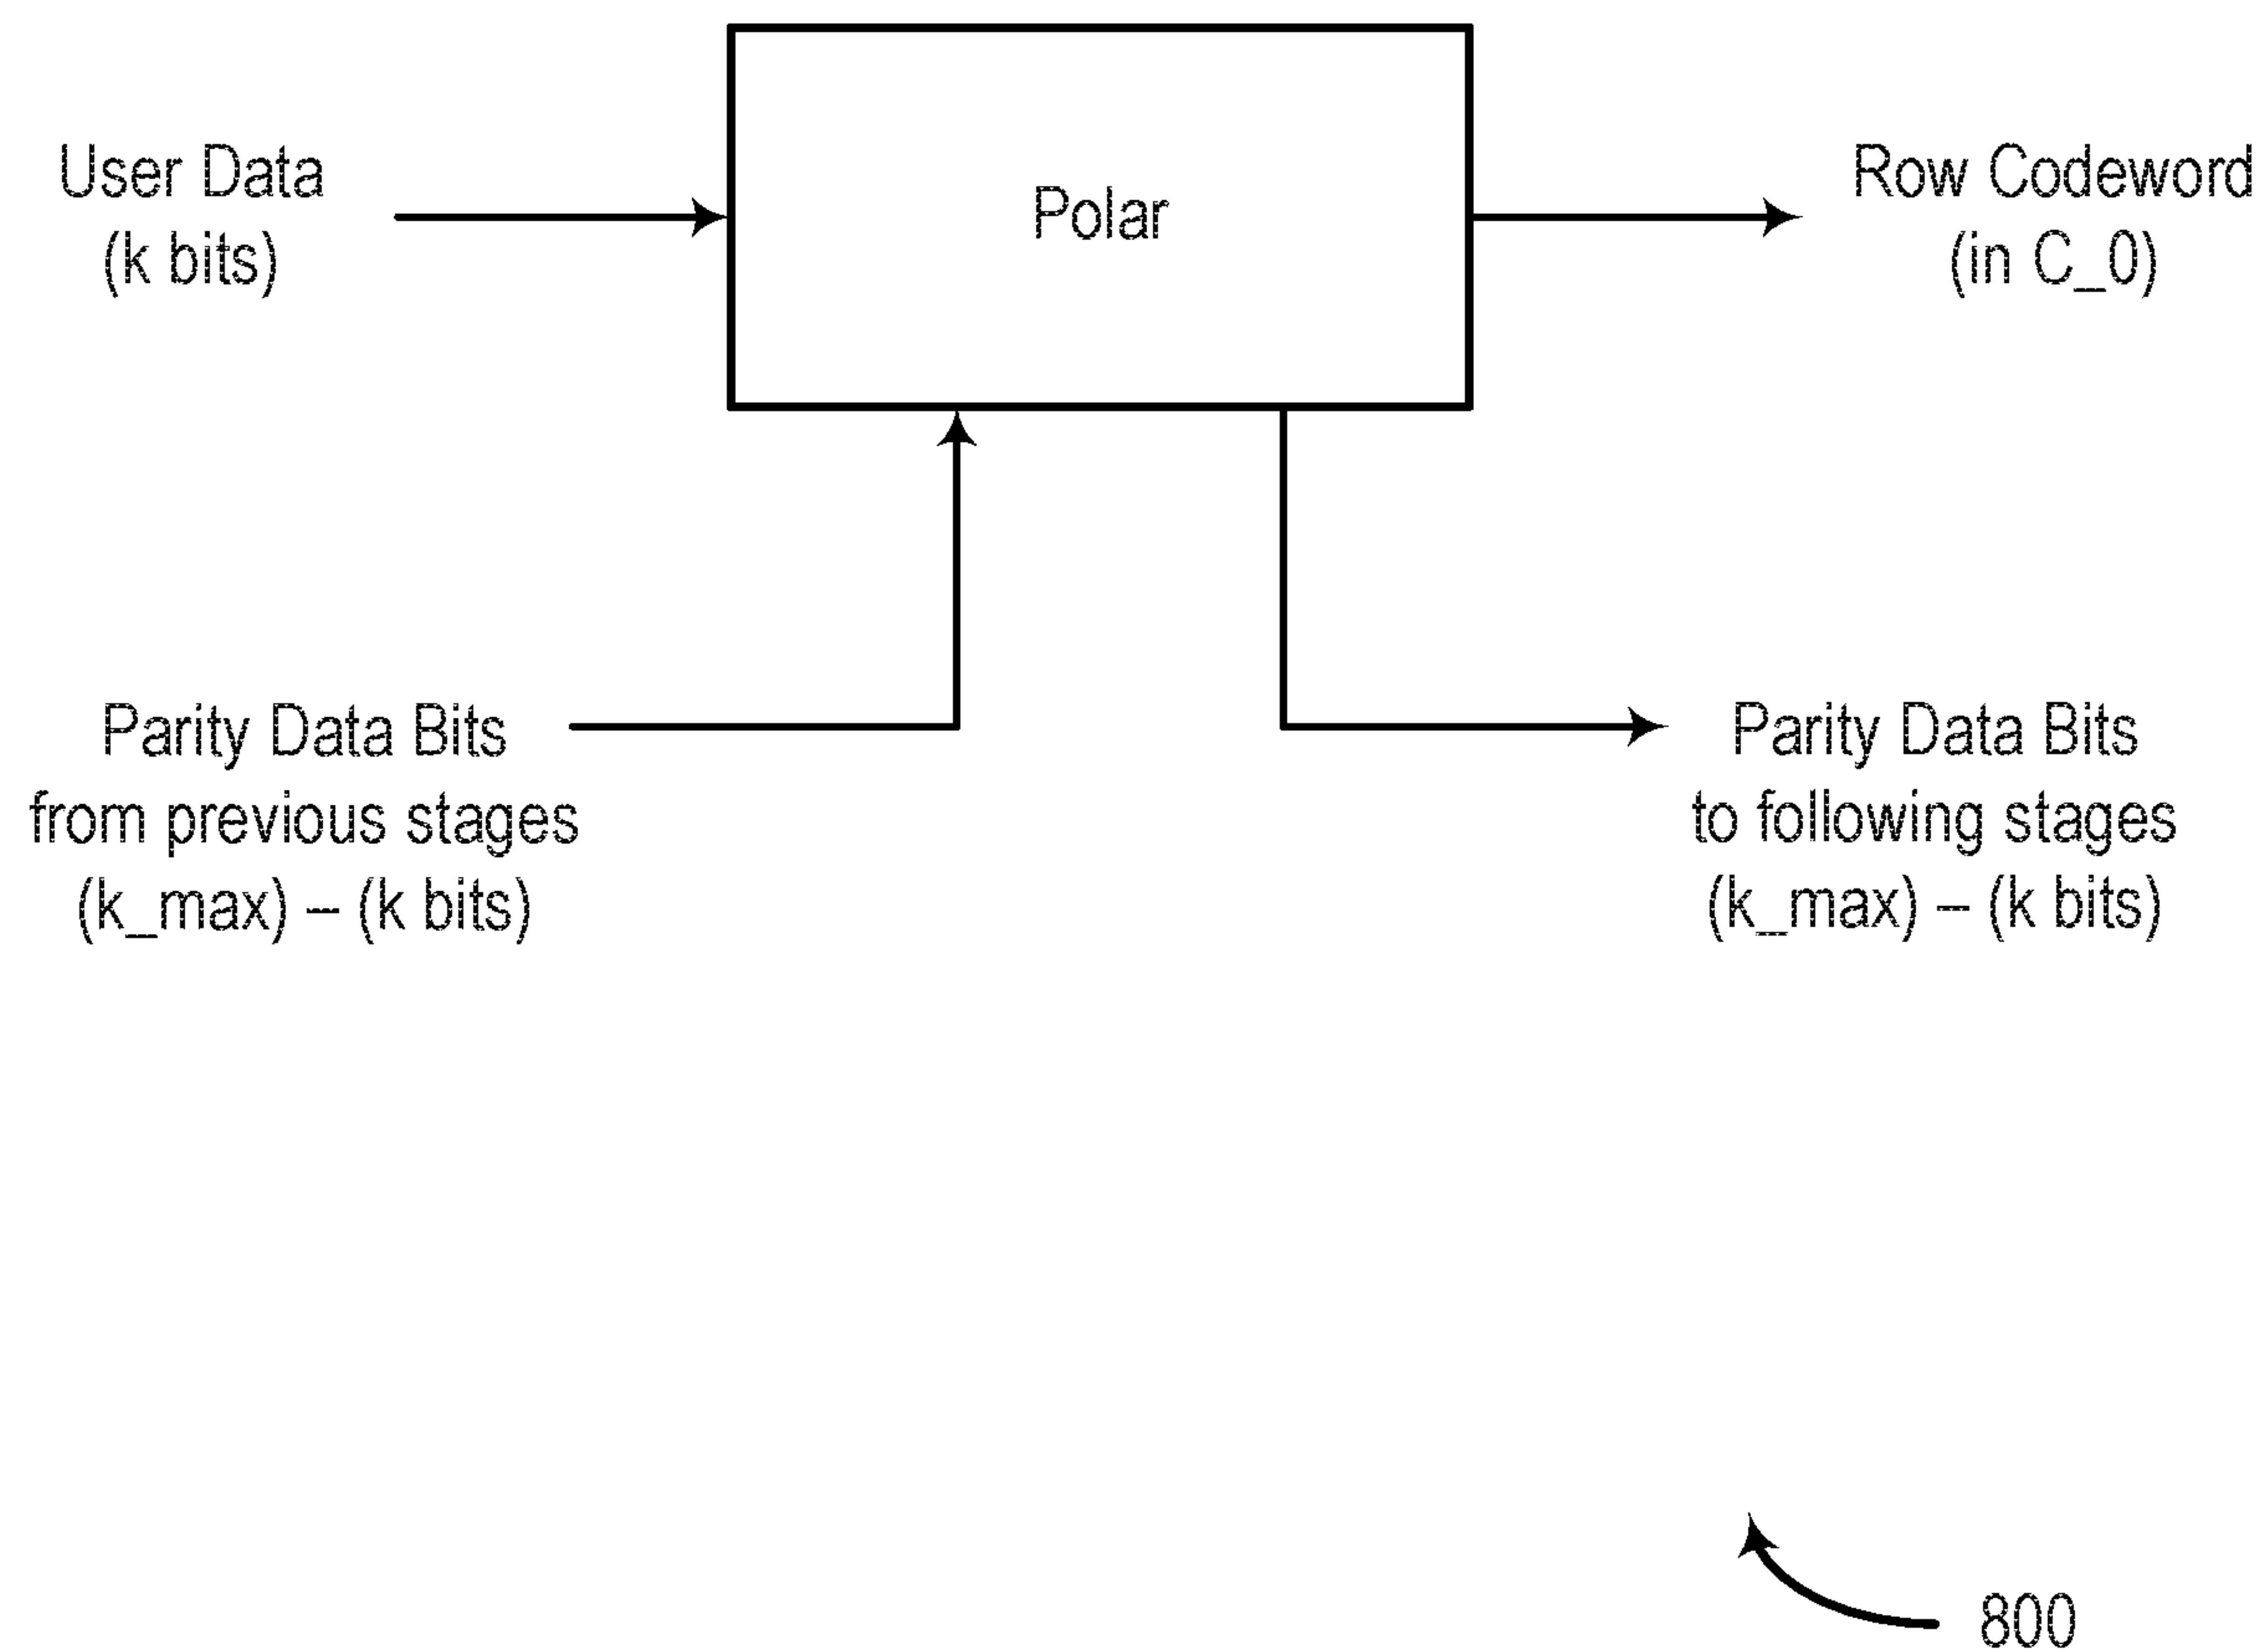 User Data
(k bits)
Polar
Row Codeword
(in C_0)
Parity Data Bits
from previous stages
(k_max) – (k bits)
Parity Data Bits
to following stages
(k_max) – (k bits)
800